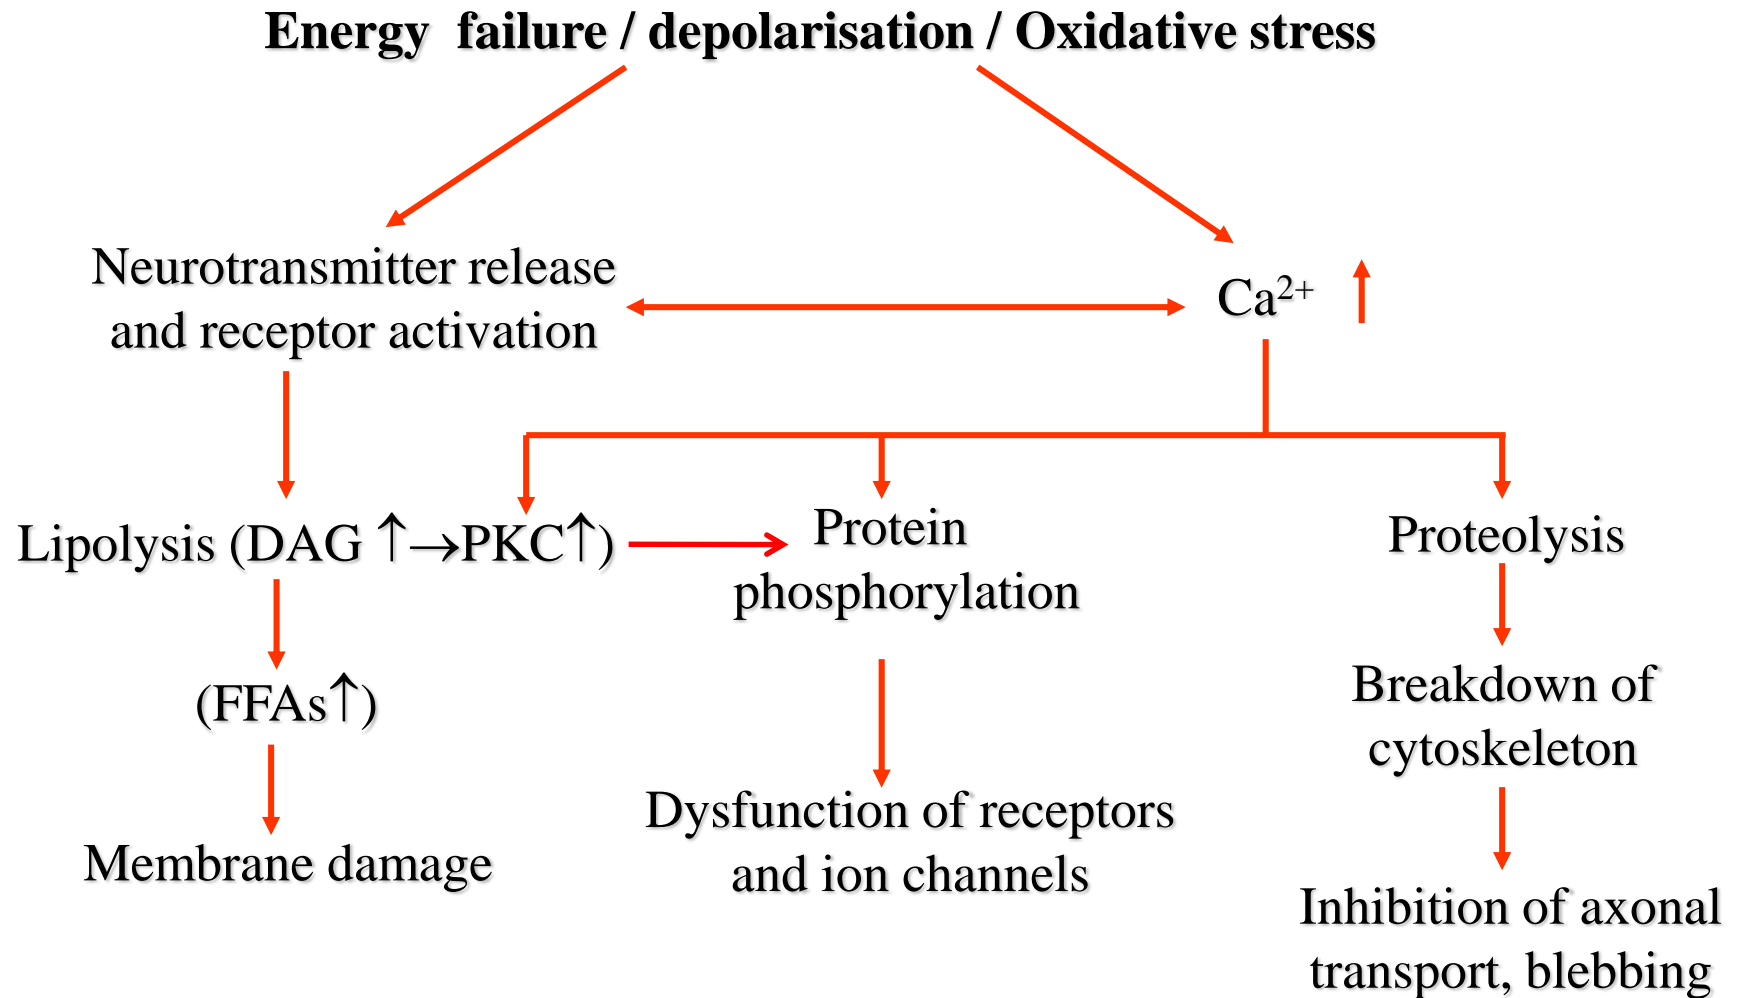 Energy failure / depolarisation / Oxidative stress
Neurotransmitter release
and receptor activation
Ca²⁺ ↑
Lipolysis (DAG ↑→PKC↑)
Protein
phosphorylation
Proteolysis
(FFAs↑)
Breakdown of
cytoskeleton
Membrane damage
Dysfunction of receptors
and ion channels
Inhibition of axonal
transport, blebbing